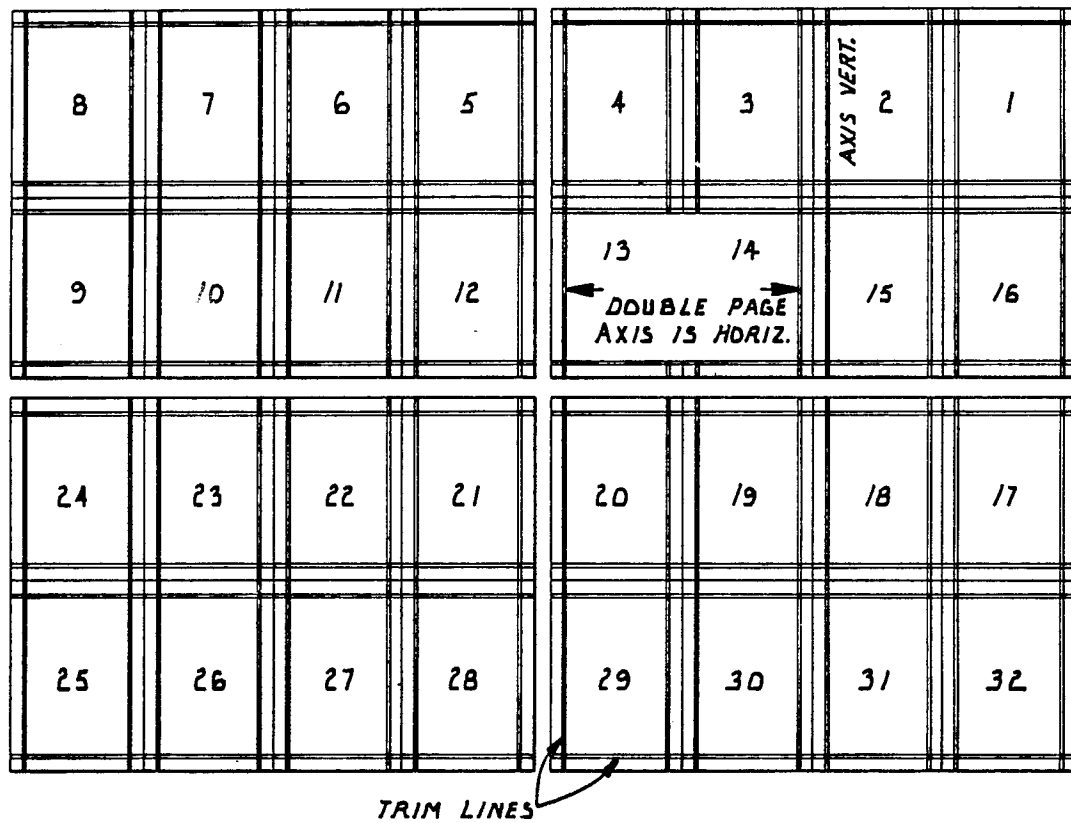 8 7 6 5 4 3 2 1
AXIS VERT.
9 10 11 12 13 14 15 16
DOUBLE PAGE
AXIS IS HORIZ.
24 23 22 21 20 19 18 17
25 26 27 28 29 30 31 32
TRIM LINES